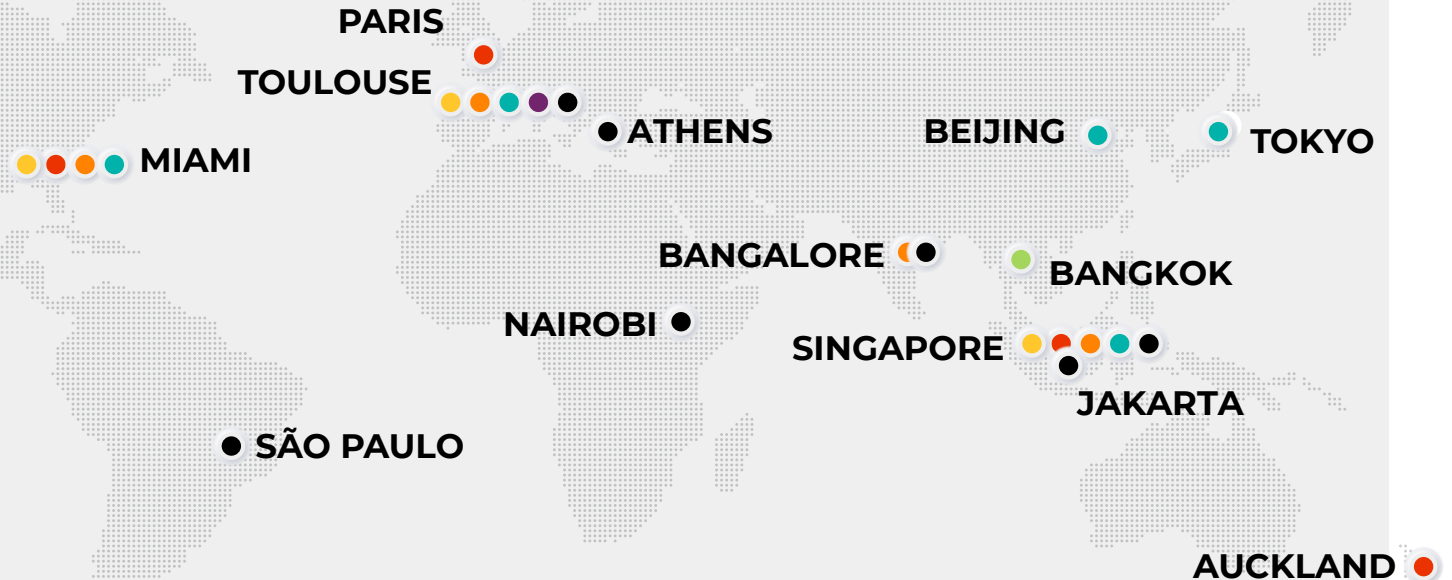 PARIS
TOULOUSE
ATHENS
BEIJING
TOKYO
MIAMI
BANGALORE
BANGKOK
NAIROBI
SINGAPORE
JAKARTA
SÃO PAULO
AUCKLAND